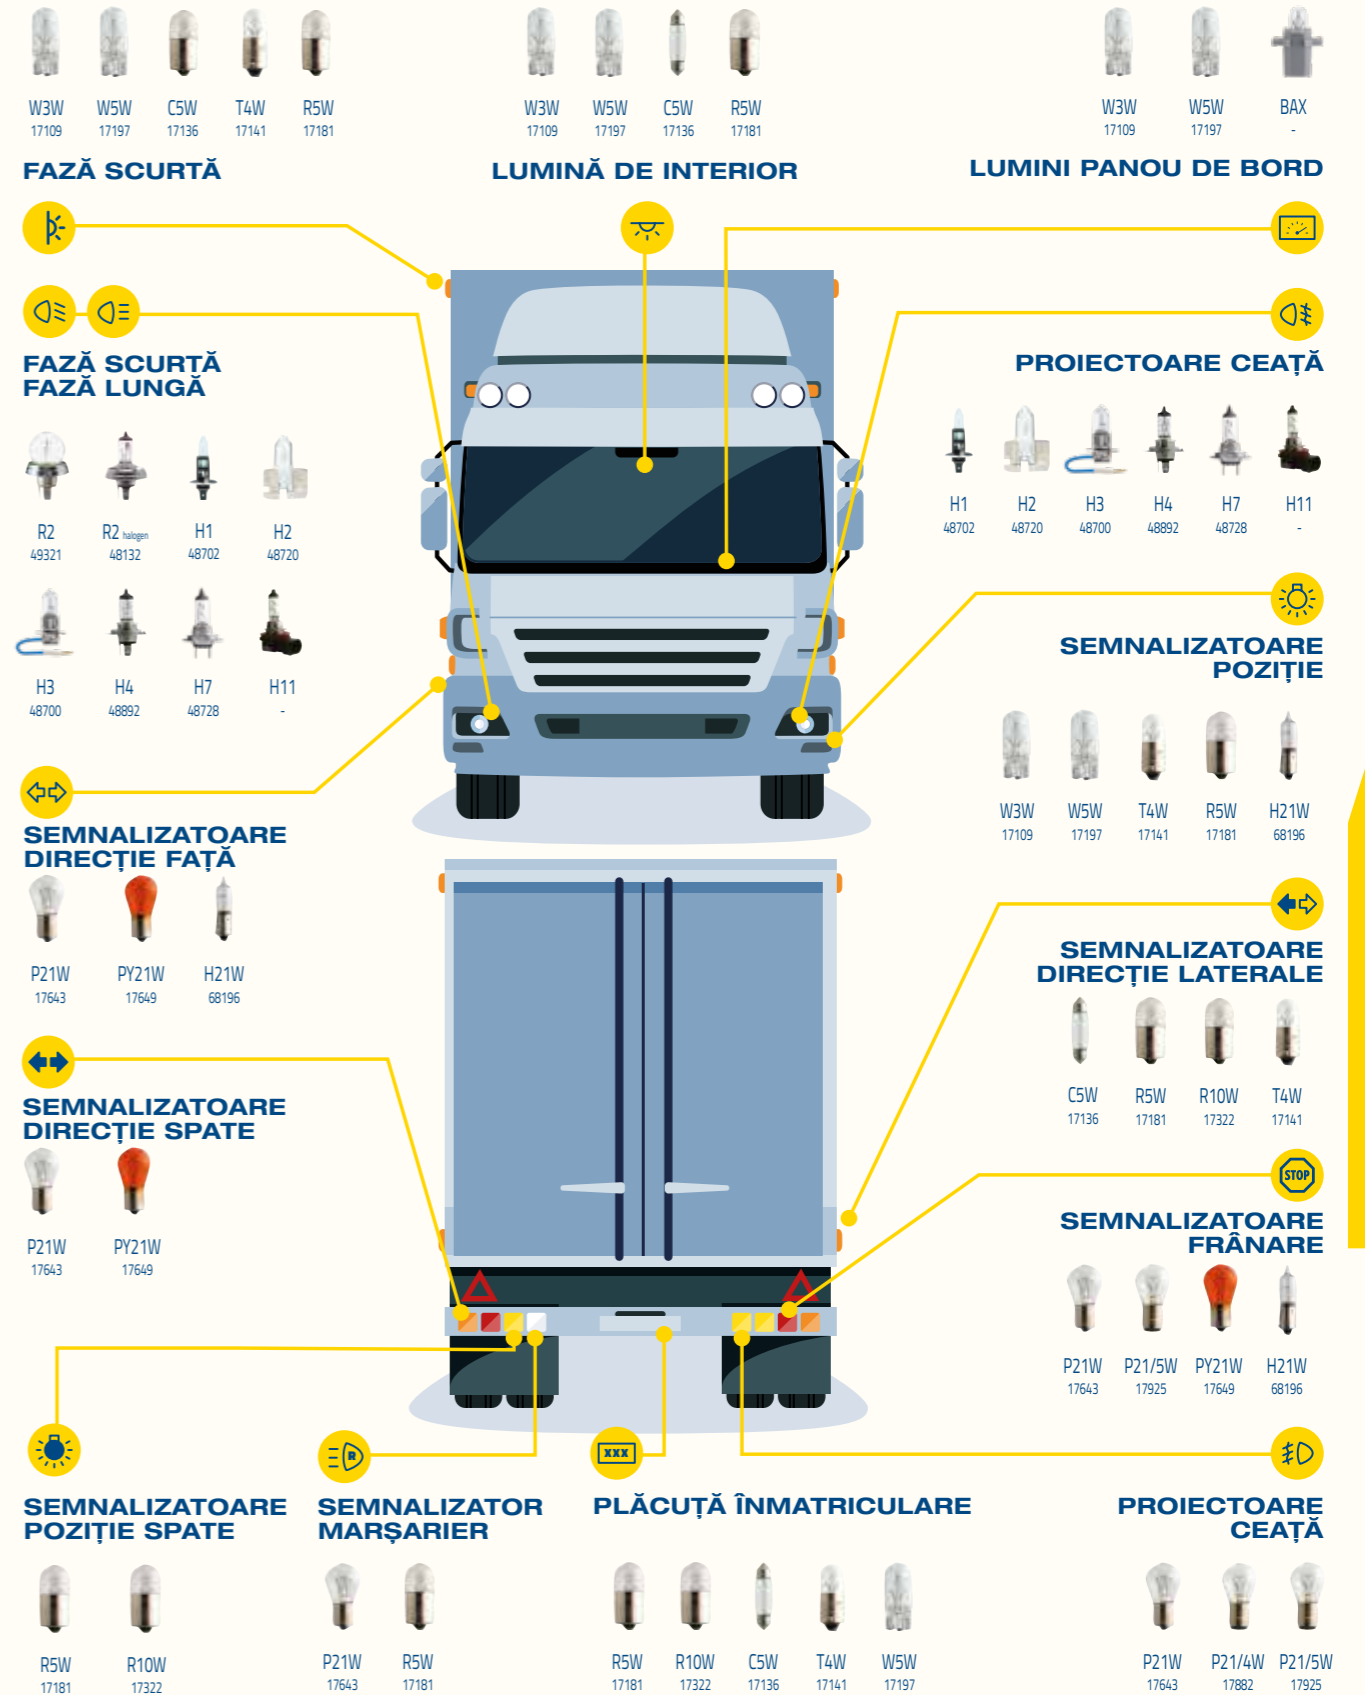 W3W W5W C5W T4W R5W
17109 17197 17136 17141 17181
FAZĂ SCURTĂ
W3W W5W C5W R5W
17109 17197 17136 17181
LUMINĂ DE INTERIOR
W3W W5W BAX
17109 17197 -
LUMINI PANOU DE BORD
FAZĂ SCURTĂ
FAZĂ LUNGĂ
R2 R2 halogen H1 H2
49321 48132 48702 48720
H3 H4 H7 H11
48700 48892 48728 -
PROIECTOARE CEAȚĂ
H1 H2 H3 H4 H7 H11
48702 48720 48700 48892 48728 -
SEMNALIZATOARE
POZIȚIE
W3W W5W T4W R5W H21W
17109 17197 17141 17181 68196
SEMNALIZATOARE
DIRECȚIE FAȚĂ
P21W PY21W H21W
17643 17649 68196
SEMNALIZATOARE
DIRECȚIE LATERALE
C5W R5W R10W T4W
17136 17181 17322 17141
SEMNALIZATOARE
DIRECȚIE SPATE
P21W PY21W
17643 17649
STOP
SEMNALIZATOARE
FRÂNARE
P21W P21/5W PY21W H21W
17643 17925 17649 68196
SEMNALIZATOARE
POZIȚIE SPATE
R5W R10W
17181 17322
R
SEMNALIZATOR
MARȘARIER
P21W R5W
17643 17181
XXX
PLĂCUȚĂ ÎNMATRICULARE
R5W R10W C5W T4W W5W
17181 17322 17136 17141 17197
PROIECTOARE
CEAȚĂ
P21W P21/4W P21/5W
17643 17882 17925